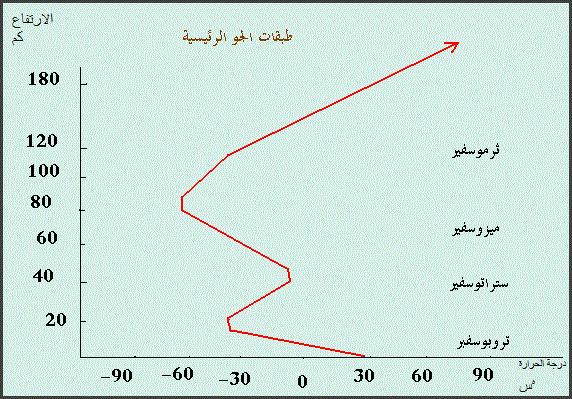 الارتفاع
كم
طبقات الجو الرئيسية
180
120
100
80
60
40
20
ثرموسفير
ميزوسفير
ستراتوسفير
تروبوسفير
−90 −60 −30 0 30 60 90
درجة الحرارة
°س